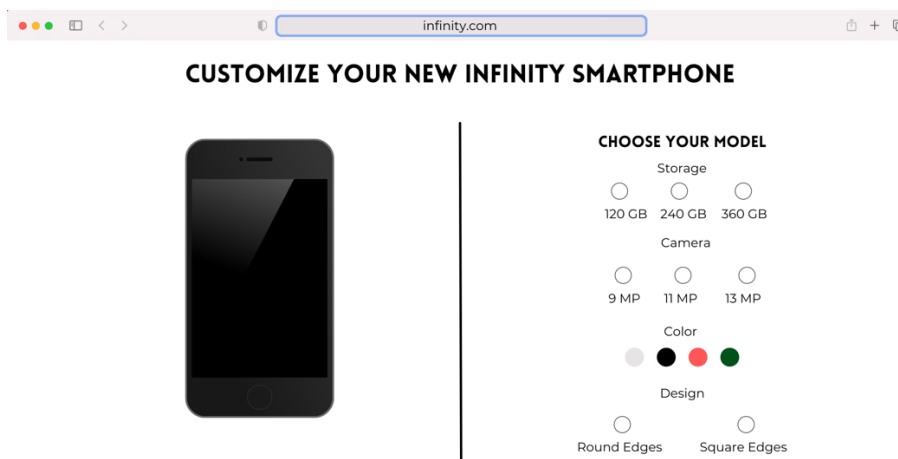 infinity.com
CUSTOMIZE YOUR NEW INFINITY SMARTPHONE
CHOOSE YOUR MODEL
Storage
120 GB 240 GB 360 GB
Camera
9 MP 11 MP 13 MP
Color
Design
Round Edges Square Edges